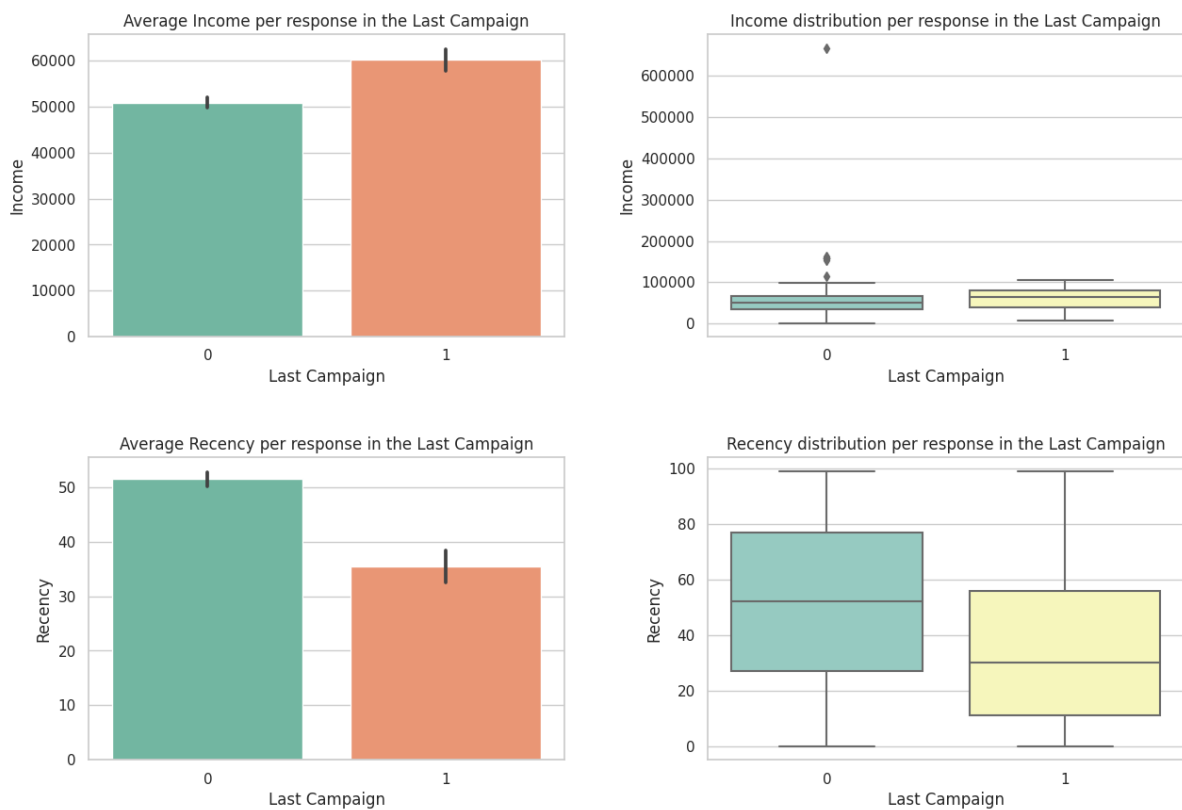 Average Income per response in the Last Campaign
60000
50000
40000
30000
20000
10000
0
Income
0 1
Last Campaign
Income distribution per response in the Last Campaign
600000
500000
400000
300000
200000
100000
0
Income
0 1
Last Campaign
Average Recency per response in the Last Campaign
50
40
30
20
10
0
Recency
0 1
Last Campaign
Recency distribution per response in the Last Campaign
100
80
60
40
20
0
Recency
0 1
Last Campaign